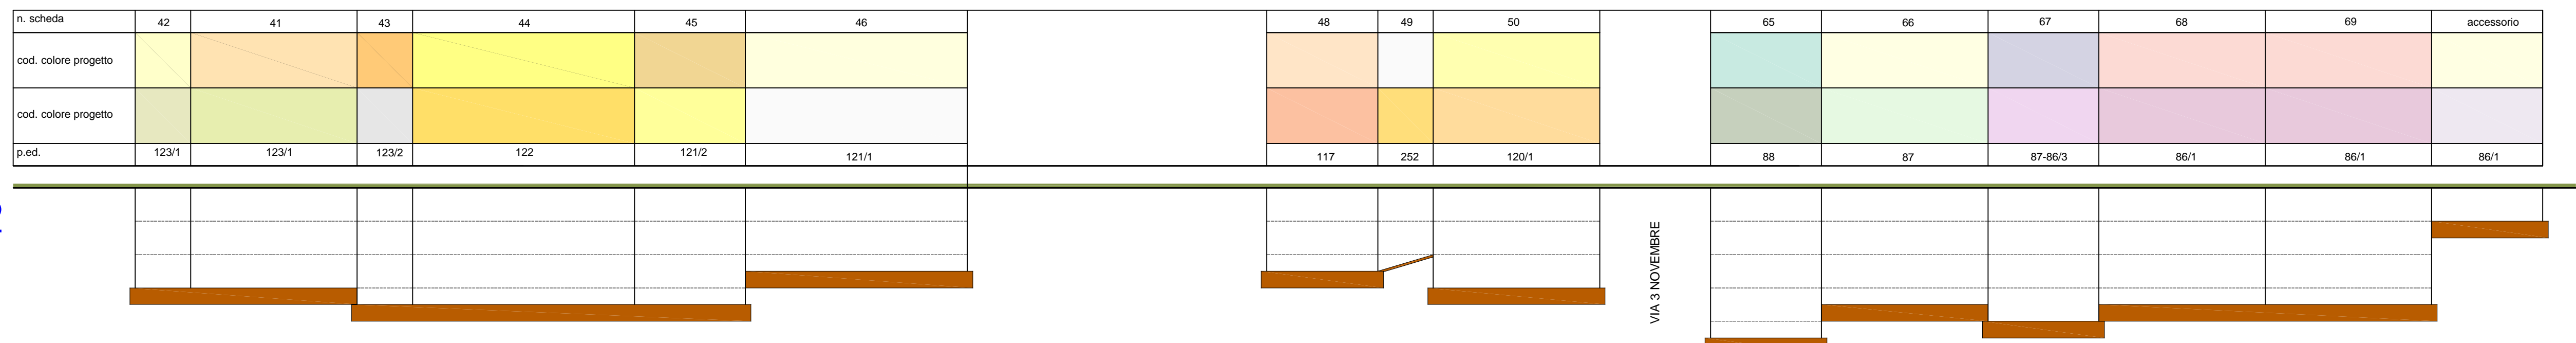 n. scheda 42 41 43 44 45 46 48 49 50 65 66 67 68 69 accessorio
cod. colore progetto
cod. colore progetto
p.ed. 123/1 123/1 123/2 122 121/2 121/1 117 252 120/1 88 87 87-86/3 86/1 86/1 86/1
VIA 3 NOVEMBRE